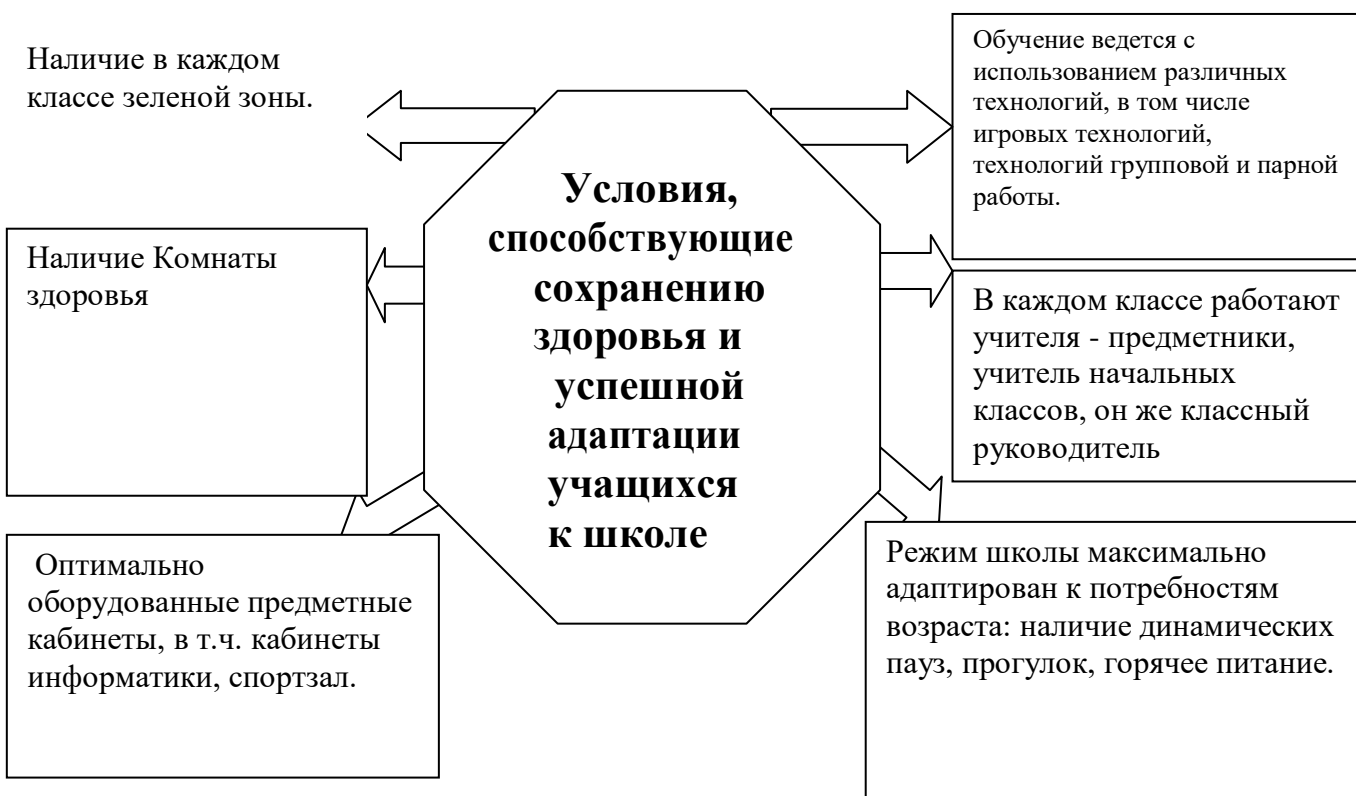 Наличие в каждом
классе зеленой зоны.
Обучение ведется с
использованием различных
технологий, в том числе
игровых технологий,
технологий групповой и парной
работы.
Условия,
способствующие
сохранению
здоровья и
успешной
адаптации
учащихся
к школе
Наличие Комнаты
здоровья
В каждом классе работают
учителя - предметники,
учитель начальных
классов, он же классный
руководитель
Оптимально
оборудованные предметные
кабинеты, в т.ч. кабинеты
информатики, спортзал.
Режим школы максимально
адаптирован к потребностям
возраста: наличие динамических
пауз, прогулок, горячее питание.